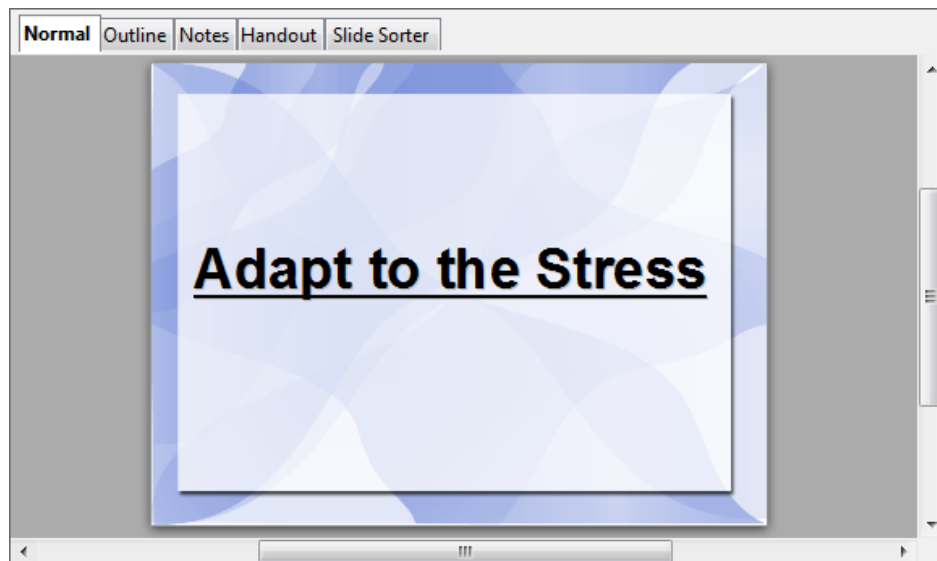 Normal Outline Notes Handout Slide Sorter
Adapt to the Stress